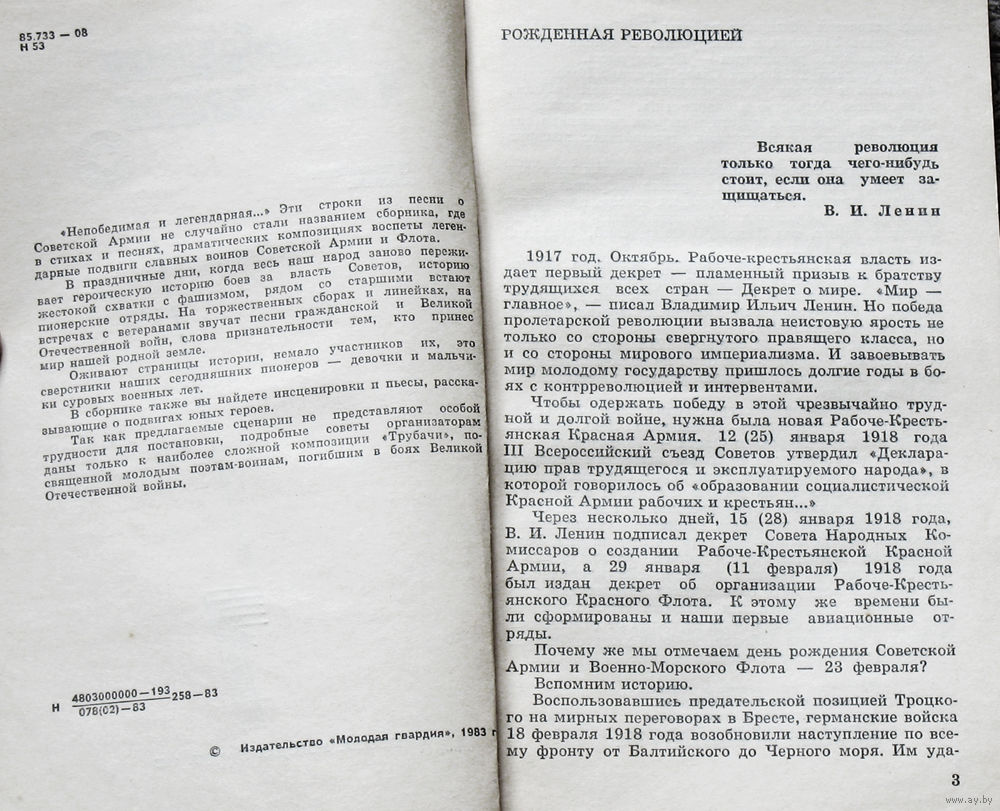 85.733 — 08
Н 53
«Непобедимая и легендарная...» Эти строки из песни о
Советской Армии не случайно стали названием сборника, где
в стихах и песнях, драматических композициях воспеты леген-
дарные подвиги славных воинов Советской Армии и Флота.
В праздничные дни, когда весь наш народ заново пережи-
вает героическую историю боев за власть Советов, историю
жестокой схватки с фашизмом, рядом со старшими встают
пионерские отряды. На торжественных сборах и линейках, на
встречах с ветеранами звучат песни гражданской и Великой
Отечественной войн, слова признательности тем, кто принес
мир нашей родной земле.
Оживают страницы истории, немало участников их, это
сверстники наших сегодняшних пионеров — девочки и мальчи-
ки суровых военных лет.
В сборнике также вы найдете инсценировки и пьесы, расска-
зывающие о подвигах юных героев.
Так как предлагаемые сценарии не представляют особой
трудности для постановки, подробные советы организаторам
даны только к наиболее сложной композиции «Трубачи», по-
священной молодым поэтам-воинам, погибшим в боях Великой
Отечественной войны.
Н 4803000000—193 258—83
078(02)—83
© Издательство «Молодая гвардия», 1983 г
РОЖДЕННАЯ РЕВОЛЮЦИЕЙ
Всякая революция
только тогда чего-нибудь
стоит, если она умеет за-
щищаться.
В. И. Ленин
1917 год. Октябрь. Рабоче-крестьянская власть из-
дает первый декрет — пламенный призыв к братству
трудящихся всех стран — Декрет о мире. «Мир —
главное», — писал Владимир Ильич Ленин. Но победа
пролетарской революции вызвала неистовую ярость не
только со стороны свергнутого правящего класса, но
и со стороны мирового империализма. И завоевывать
мир молодому государству пришлось долгие годы в бо-
ях с контрреволюцией и интервентами.
Чтобы одержать победу в этой чрезвычайно труд-
ной и долгой войне, нужна была новая Рабоче-Кресть-
янская Красная Армия. 12 (25) января 1918 года
III Всероссийский съезд Советов утвердил «Деклара-
цию прав трудящегося и эксплуатируемого народа», в
которой говорилось об «образовании социалистической
Красной Армии рабочих и крестьян...»
Через несколько дней, 15 (28) января 1918 года,
В. И. Ленин подписал декрет Совета Народных Ко-
миссаров о создании Рабоче-Крестьянской Красной
Армии, а 29 января (11 февраля) 1918 года
был издан декрет об организации Рабоче-Кресть-
янского Красного Флота. К этому же времени бы-
ли сформированы и наши первые авиационные от-
ряды.
Почему же мы отмечаем день рождения Советской
Армии и Военно-Морского Флота — 23 февраля?
Вспомним историю.
Воспользовавшись предательской позицией Троцко-
го на мирных переговорах в Бресте, германские войска
18 февраля 1918 года возобновили наступление по все-
му фронту от Балтийского до Черного моря. Им уда-
3
www.ay.by